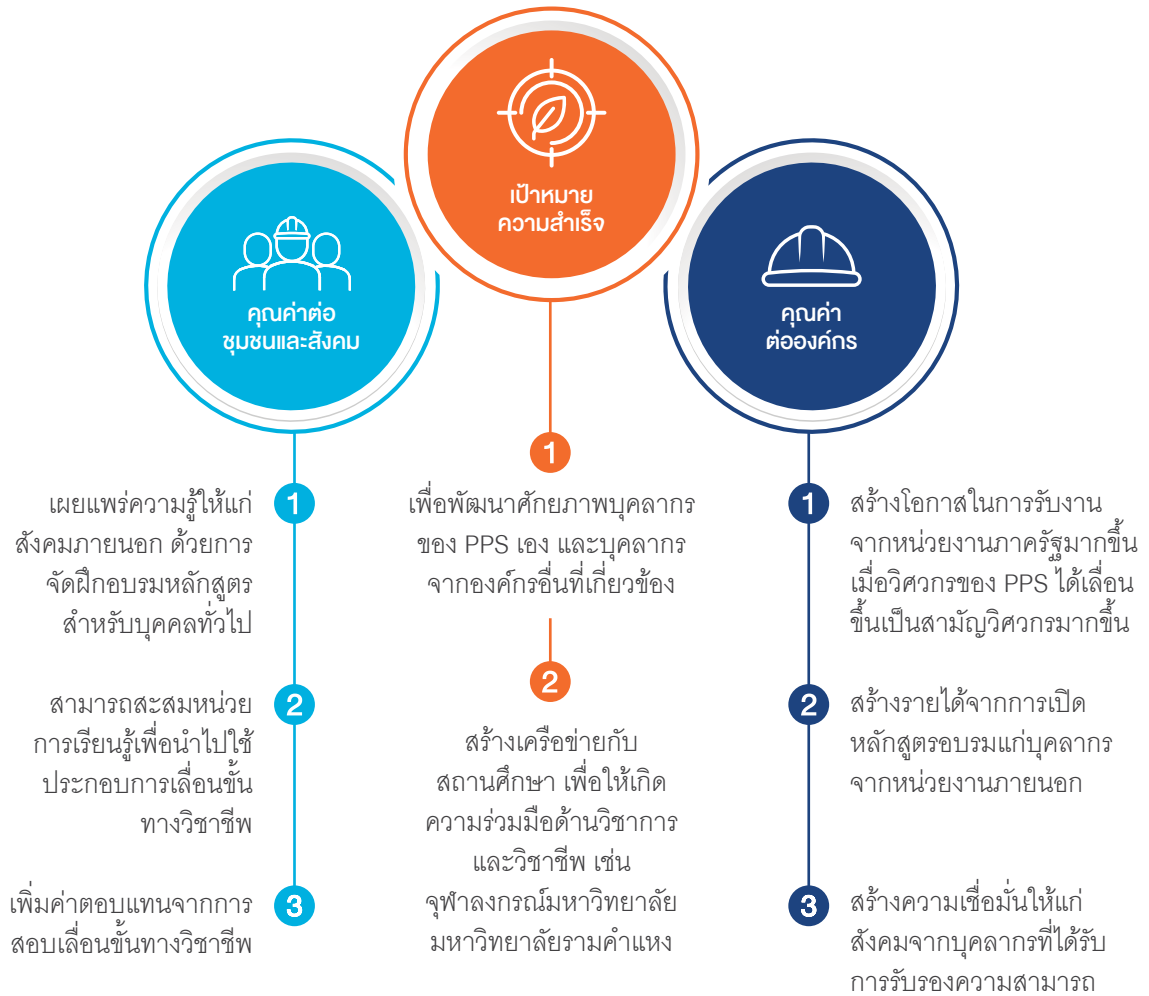 เป้าหมาย
ความสำเร็จ
คุณค่าต่อ
ชุมชนและสังคม
คุณค่า
ต่อองค์กร
1
เผยแพร่ความรู้ให้แก่
สังคมภายนอก ด้วยการ
จัดฝึกอบรมหลักสูตร
สำหรับบุคคลทั่วไป
2
สามารถสะสมหน่วย
การเรียนรู้เพื่อนำไปใช้
ประกอบการเลื่อนขั้น
ทางวิชาชีพ
3
เพิ่มค่าตอบแทนจากการ
สอบเลื่อนขั้นทางวิชาชีพ
1
เพื่อพัฒนาศักยภาพบุคลากร
ของ PPS เอง และบุคลากร
จากองค์กรอื่นที่เกี่ยวข้อง
2
สร้างเครือข่ายกับ
สถานศึกษา เพื่อให้เกิด
ความร่วมมือด้านวิชาการ
และวิชาชีพ เช่น
จุฬาลงกรณ์มหาวิทยาลัย
มหาวิทยาลัยรามคำแหง
1
สร้างโอกาสในการรับงาน
จากหน่วยงานภาครัฐมากขึ้น
เมื่อวิศวกรของ PPS ได้เลื่อน
ขึ้นเป็นสามัญวิศวกรมากขึ้น
2
สร้างรายได้จากการเปิด
หลักสูตรอบรมแก่บุคลากร
จากหน่วยงานภายนอก
3
สร้างความเชื่อมั่นให้แก่
สังคมจากบุคลากรที่ได้รับ
การรับรองความสามารถ